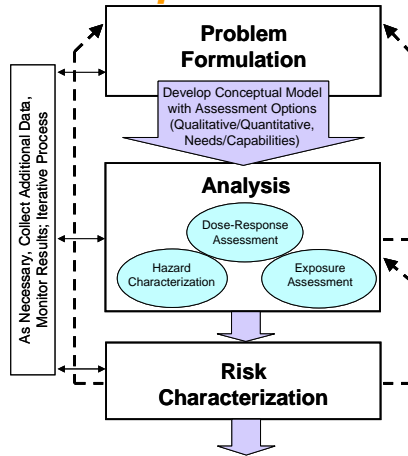 Problem
Formulation
Develop Conceptual Model
with Assessment Options
(Qualitative/Quantitative,
Needs/Capabilities)
As Necessary, Collect Additional Data,
Monitor Results; Iterative Process
Analysis
Dose-Response
Assessment
Hazard
Characterization
Exposure
Assessment
Risk
Characterization